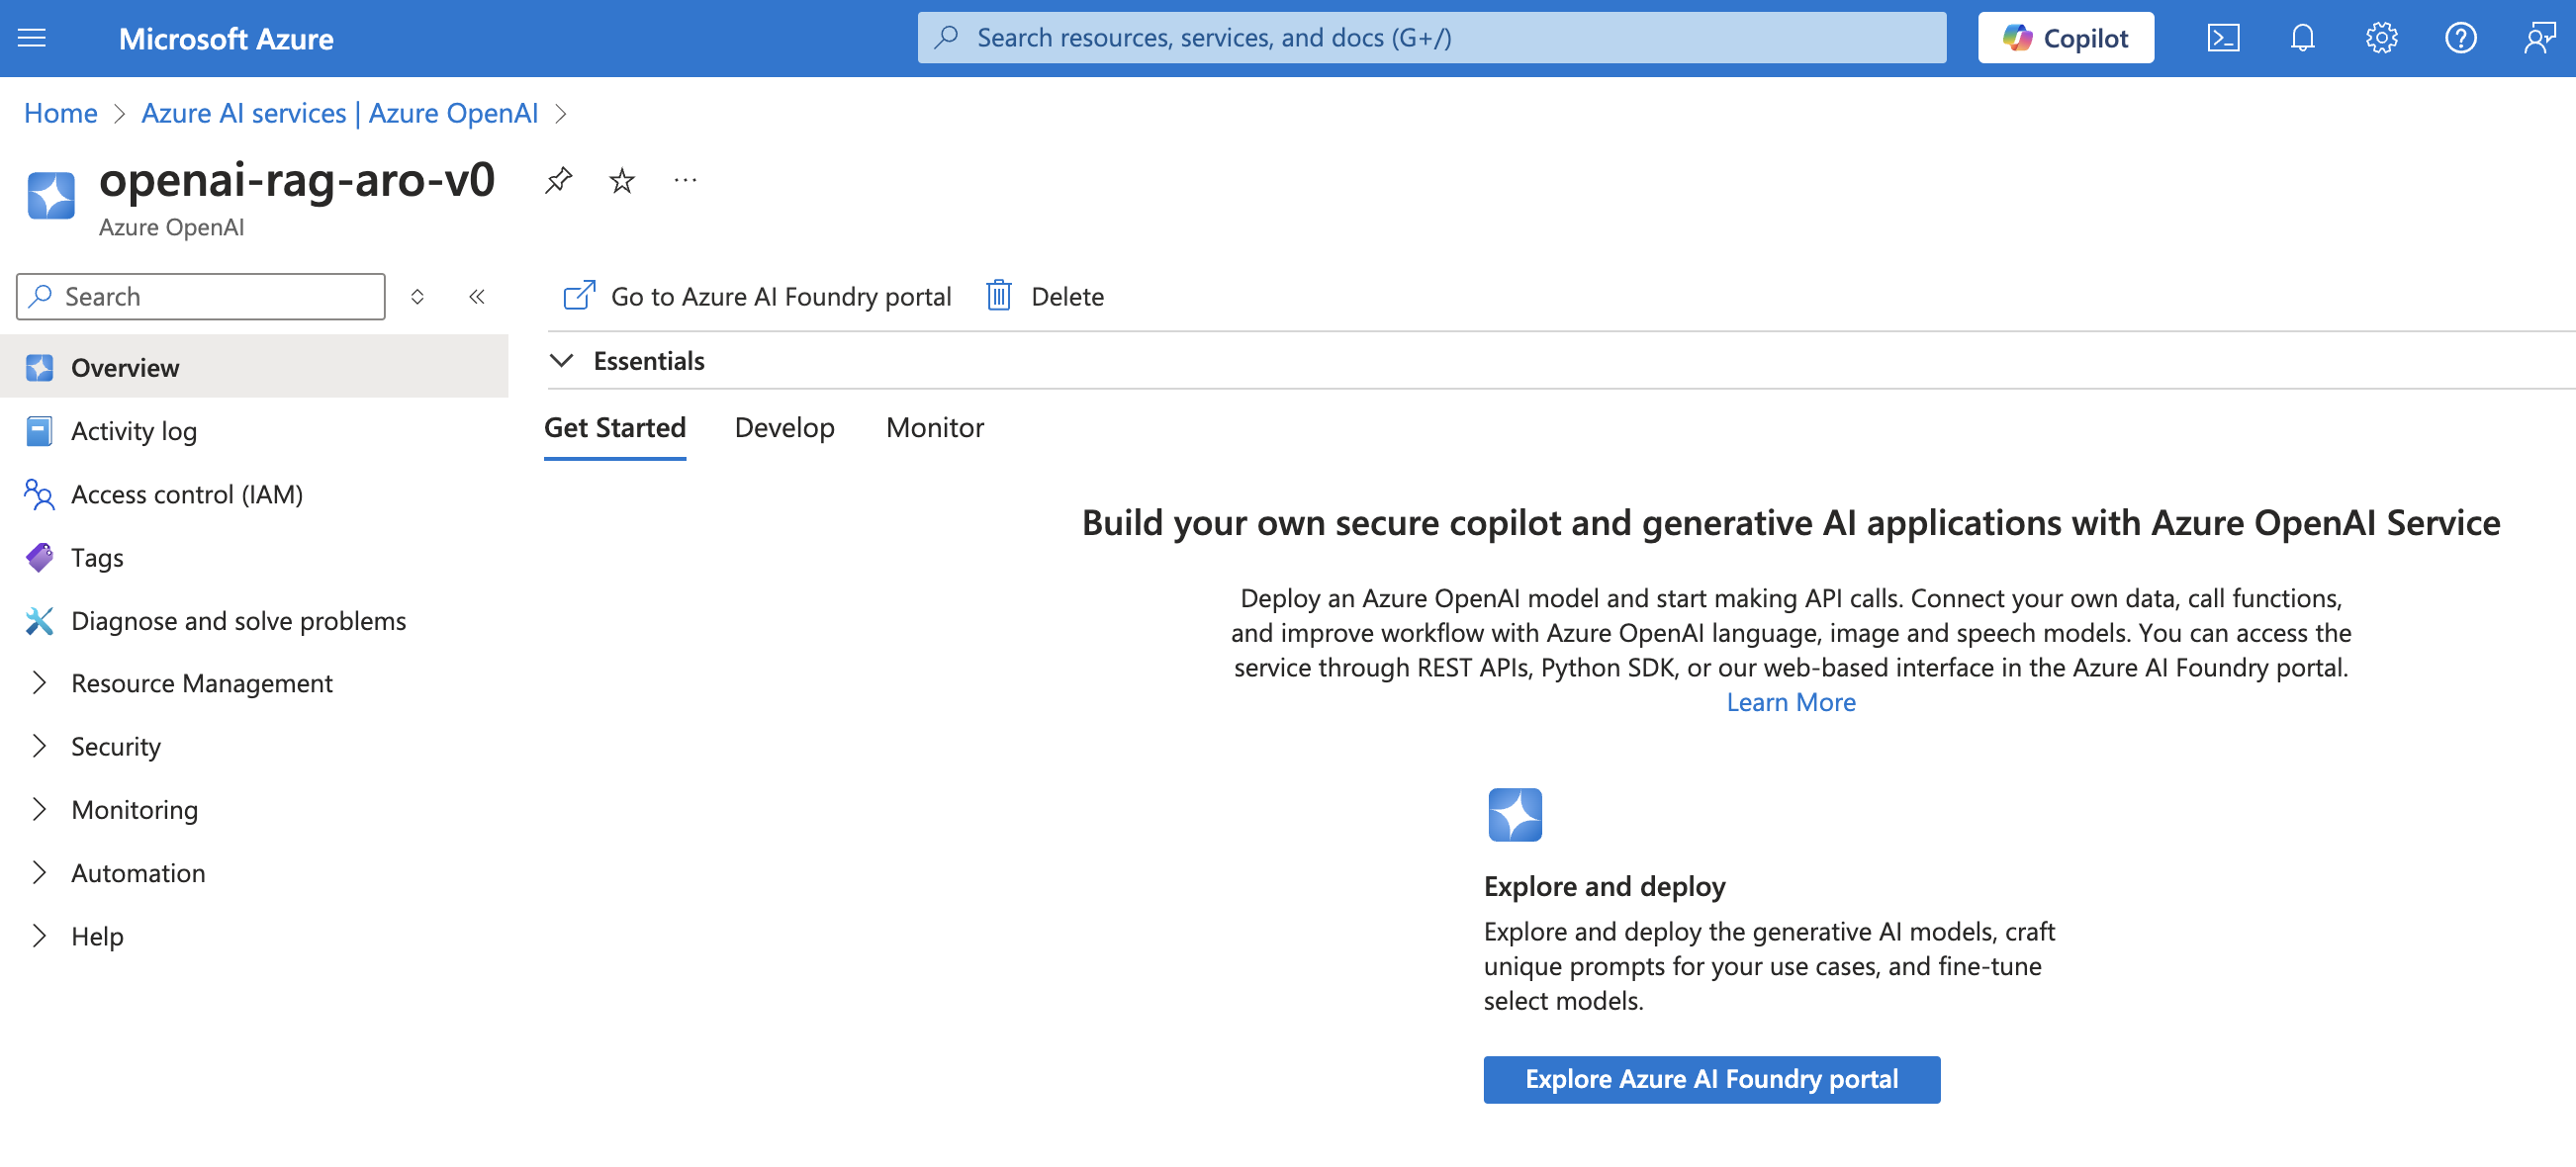 Microsoft Azure
Search resources, services, and docs (G+/)
Copilot
Home > Azure AI services | Azure OpenAI >
openai-rag-aro-v0
Azure OpenAI
Search
Go to Azure AI Foundry portal
Delete
Overview
Activity log
Access control (IAM)
Tags
Diagnose and solve problems
Resource Management
Security
Monitoring
Automation
Help
Essentials
Get Started
Develop
Monitor
Build your own secure copilot and generative AI applications with Azure OpenAI Service
Deploy an Azure OpenAI model and start making API calls. Connect your own data, call functions,
and improve workflow with Azure OpenAI language, image and speech models. You can access the
service through REST APIs, Python SDK, or our web-based interface in the Azure AI Foundry portal.
Learn More
Explore and deploy
Explore and deploy the generative AI models, craft
unique prompts for your use cases, and fine-tune
select models.
Explore Azure AI Foundry portal